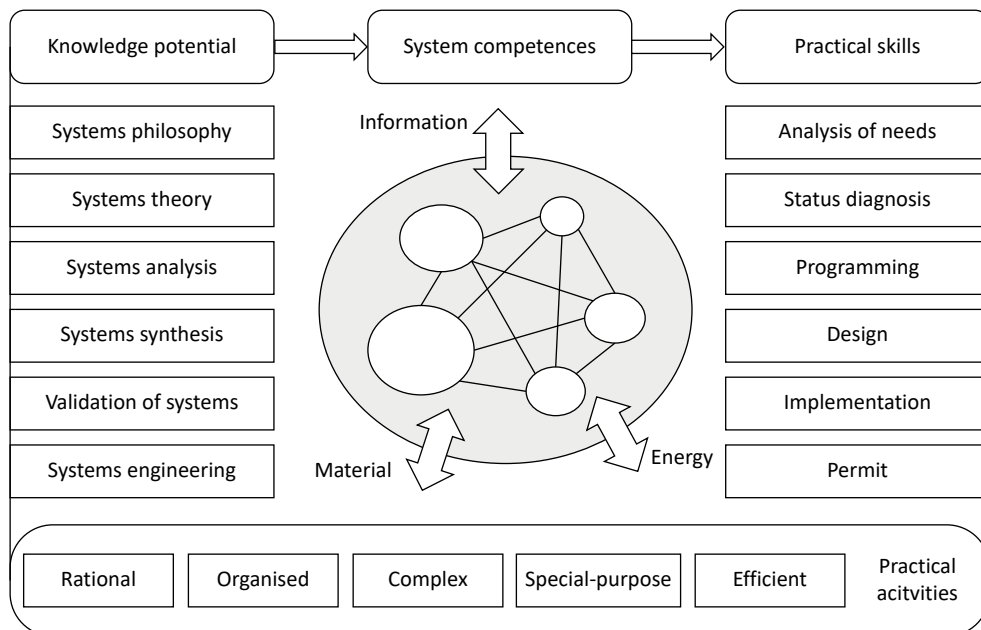 Knowledge potential
System competences
Practical skills
Systems philosophy
Systems theory
Systems analysis
Systems synthesis
Validation of systems
Systems engineering
Information
Material
Energy
Analysis of needs
Status diagnosis
Programming
Design
Implementation
Permit
Rational
Organised
Complex
Special-purpose
Efficient
Practical
acitvities